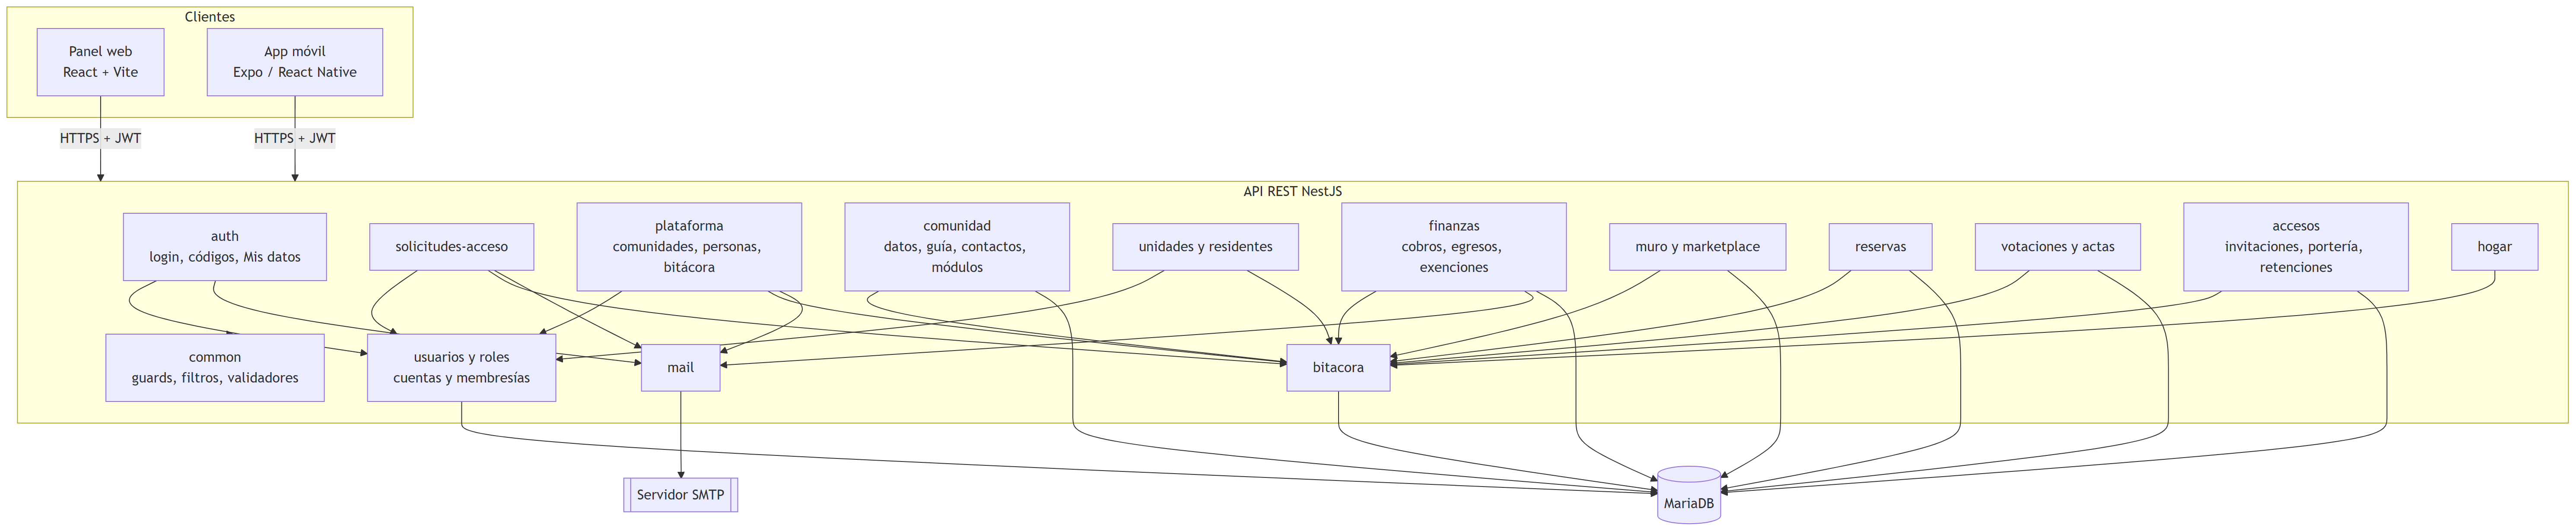 Clientes
Panel web
React + Vite
App móvil
Expo / React Native
HTTPS + JWT
HTTPS + JWT
API REST NestJS
auth
login, códigos, Mis datos
solicitudes-acceso
plataforma
comunidades, personas,
bitácora
comunidad
datos, guía, contactos,
módulos
unidades y residentes
finanzas
cobros, egresos,
exenciones
muro y marketplace
reservas
votaciones y actas
accesos
invitaciones, portería,
retenciones
hogar
common
guards, filtros, validadores
usuarios y roles
cuentas y membresías
mail
bitacora
Servidor SMTP
MariaDB